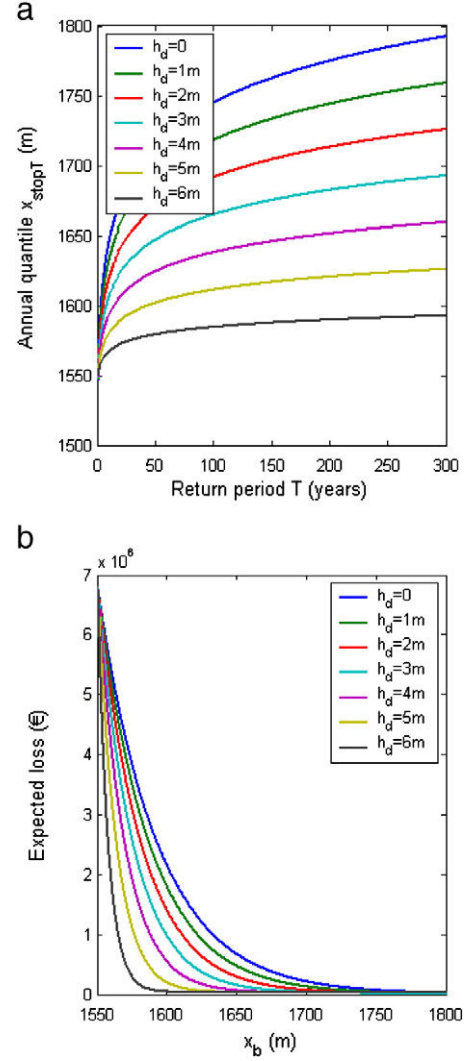 a
1800
1750
1700
1650
1600
1550
1500
Annual quantile x_stopT (m)
h_d=0
h_d=1m
h_d=2m
h_d=3m
h_d=4m
h_d=5m
h_d=6m
0 50 100 150 200 250 300
Return period T (years)
b
x 10^6
7
6
5
4
3
2
1
0
Expected loss (€)
h_d=0
h_d=1m
h_d=2m
h_d=3m
h_d=4m
h_d=5m
h_d=6m
1550 1600 1650 1700 1750 1800
x_b (m)